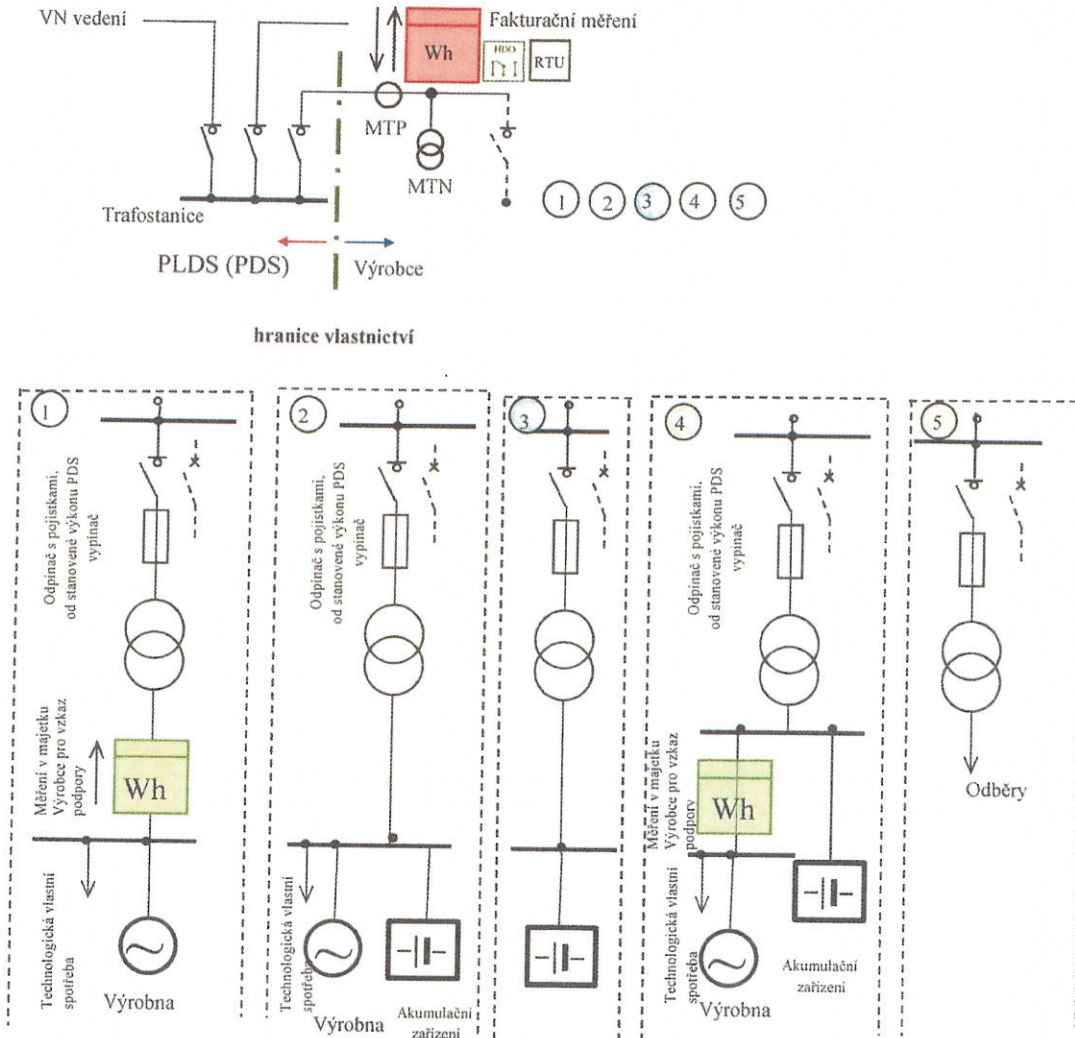 VN vedení
Fakturační měření
Wh
HDO
RTU
MTP
MTN
1 2 3 4 5
Trafostanice
PLDS (PDS)
Výrobce
hranice vlastnictví
1
Odpínač s pojistkami,
od stanovené výkonu PDS
vypínač
Měření v majetku
Výrobce pro vzkaz
podpory
Wh
Technologická vlastní
spotřeba
Výrobna
2
Odpínač s pojistkami,
od stanovené výkonu PDS
vypínač
Technologická vlastní
spotřeba
Výrobna
Akumulační
zařízení
3
4
Odpínač s pojistkami,
od stanovené výkonu PDS
vypínač
Měření v majetku
Výrobce pro vzkaz
podpory
Wh
Technologická vlastní
spotřeba
Výrobna
Akumulační
zařízení
5
Odběry